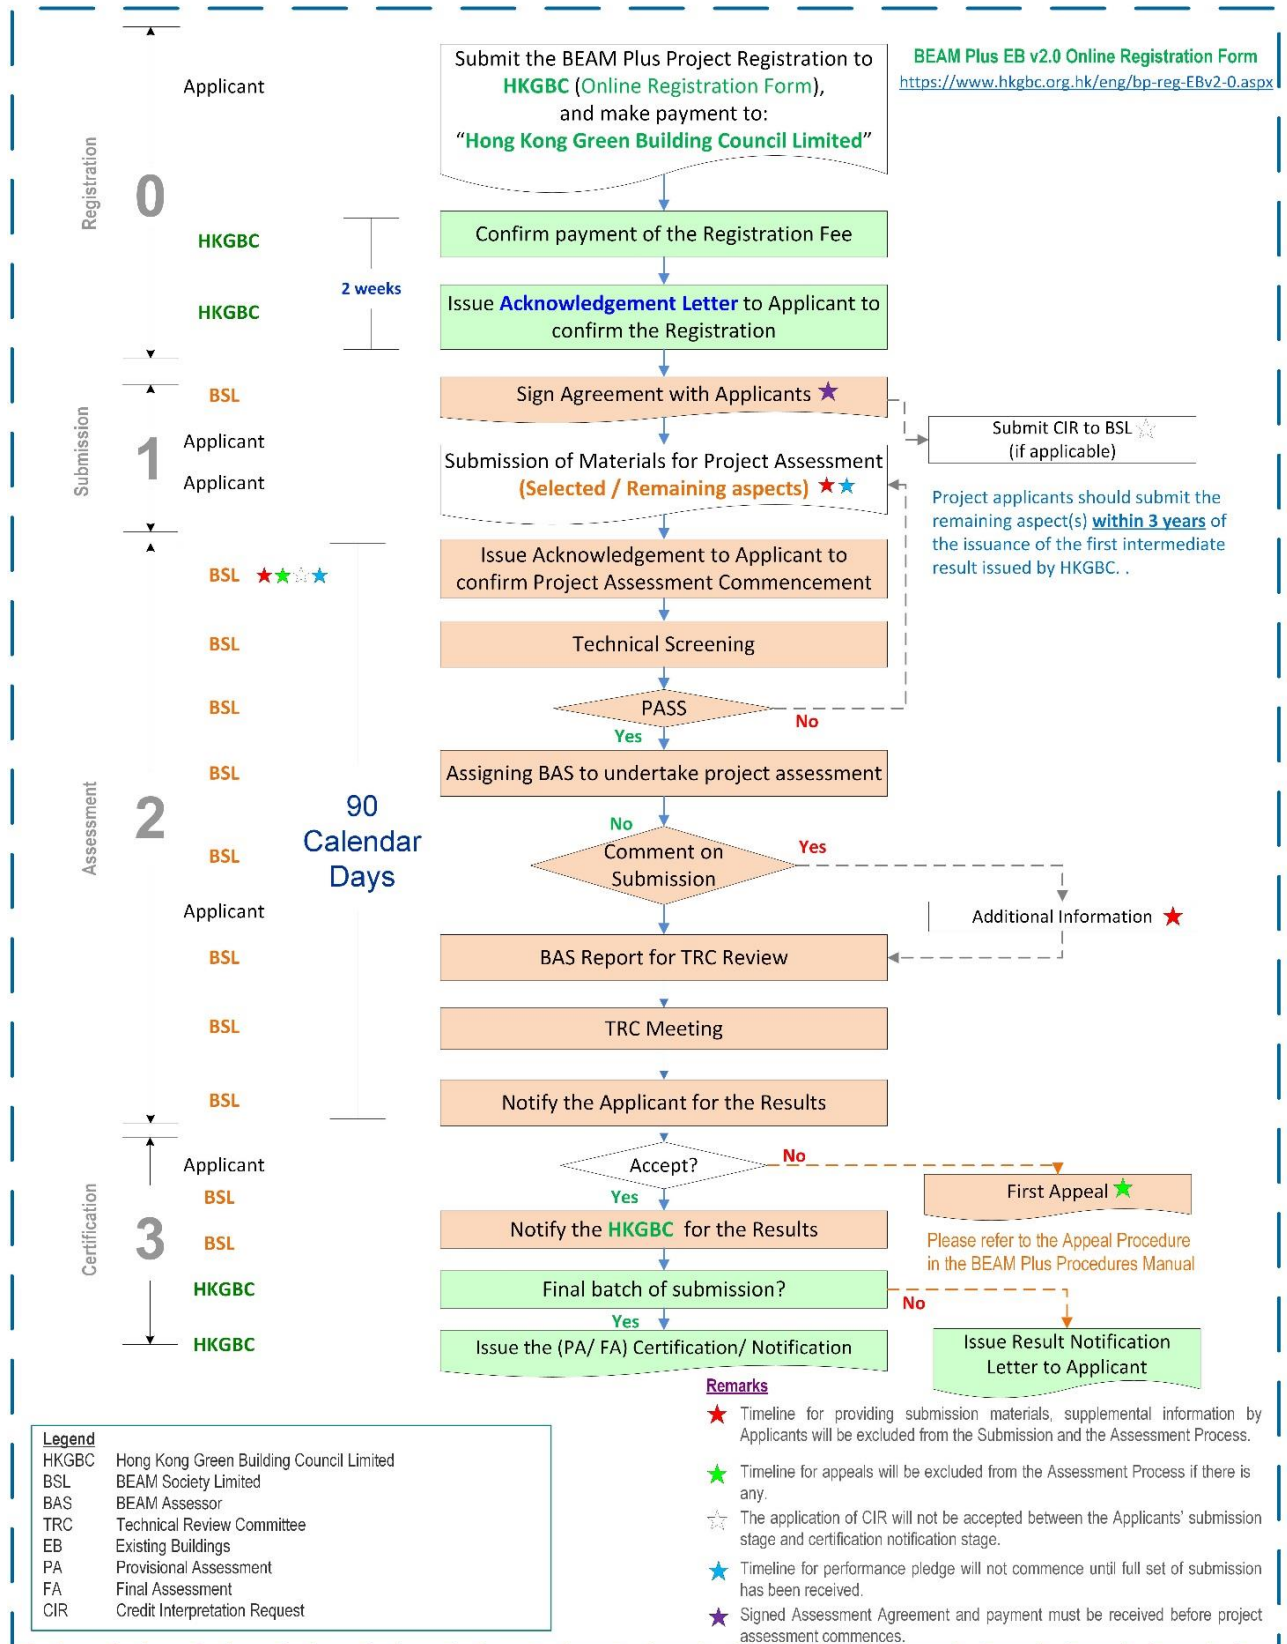 Submit the BEAM Plus Project Registration to
HKGBC (Online Registration Form),
and make payment to:
“Hong Kong Green Building Council Limited”
BEAM Plus EB v2.0 Online Registration Form
https://www.hkgbc.org.hk/eng/bp-reg-EBv2-0.aspx
Registration
0
Applicant
HKGBC
HKGBC
2 weeks
Confirm payment of the Registration Fee
Issue Acknowledgement Letter to Applicant to
confirm the Registration
Submission
1
BSL
Applicant
Applicant
Sign Agreement with Applicants
Submit CIR to BSL
(if applicable)
Submission of Materials for Project Assessment
(Selected / Remaining aspects)
Project applicants should submit the
remaining aspect(s) within 3 years of
the issuance of the first intermediate
result issued by HKGBC. .
Assessment
2
90
Calendar
Days
BSL
Issue Acknowledgement to Applicant to
confirm Project Assessment Commencement
BSL
Technical Screening
BSL
PASS
No
Yes
BSL
Assigning BAS to undertake project assessment
No
BSL
Comment on
Submission
Yes
Applicant
Additional Information
BSL
BAS Report for TRC Review
BSL
TRC Meeting
BSL
Notify the Applicant for the Results
Certification
3
Applicant
Accept?
No
First Appeal
Please refer to the Appeal Procedure
in the BEAM Plus Procedures Manual
BSL
Yes
BSL
Notify the HKGBC for the Results
HKGBC
Final batch of submission?
No
Yes
HKGBC
Issue the (PA/ FA) Certification/ Notification
Issue Result Notification
Letter to Applicant
Remarks
Timeline for providing submission materials, supplemental information by
Applicants will be excluded from the Submission and the Assessment Process.
Timeline for appeals will be excluded from the Assessment Process if there is
any.
The application of CIR will not be accepted between the Applicants’ submission
stage and certification notification stage.
Timeline for performance pledge will not commence until full set of submission
has been received.
Signed Assessment Agreement and payment must be received before project
assessment commences.
Legend
HKGBC Hong Kong Green Building Council Limited
BSL BEAM Society Limited
BAS BEAM Assessor
TRC Technical Review Committee
EB Existing Buildings
PA Provisional Assessment
FA Final Assessment
CIR Credit Interpretation Request